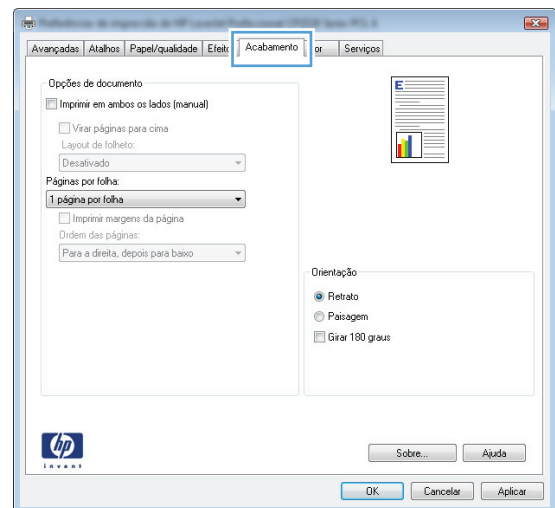 Avançadas Atalhos Papel/qualidade Efeit Acabamento or Serviços
Opções de documento
Imprimir em ambos os lados (manual)
Virar páginas para cima
Layout de folheto:
Desativado
Páginas por folha:
1 página por folha
Imprimir margens da página
Ordem das páginas:
Para a direita, depois para baixo
E
Orientação
Retrato
Paisagem
Girar 180 graus
hp
invent
Sobre... Ajuda
OK Cancelar Aplicar